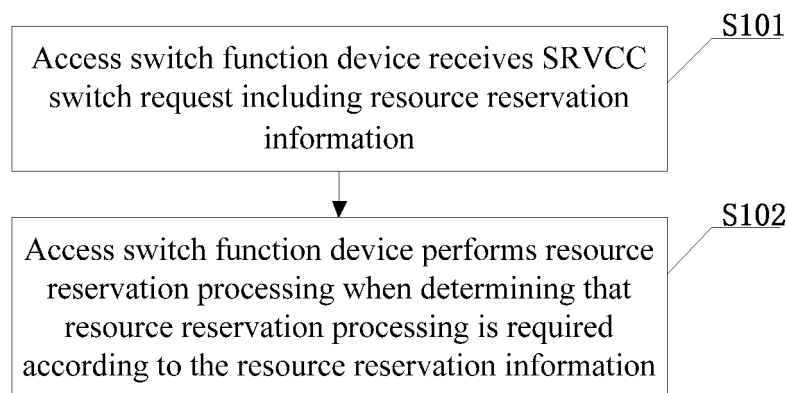 S101
Access switch function device receives SRVCC
switch request including resource reservation
information
S102
Access switch function device performs resource
reservation processing when determining that
resource reservation processing is required
according to the resource reservation information